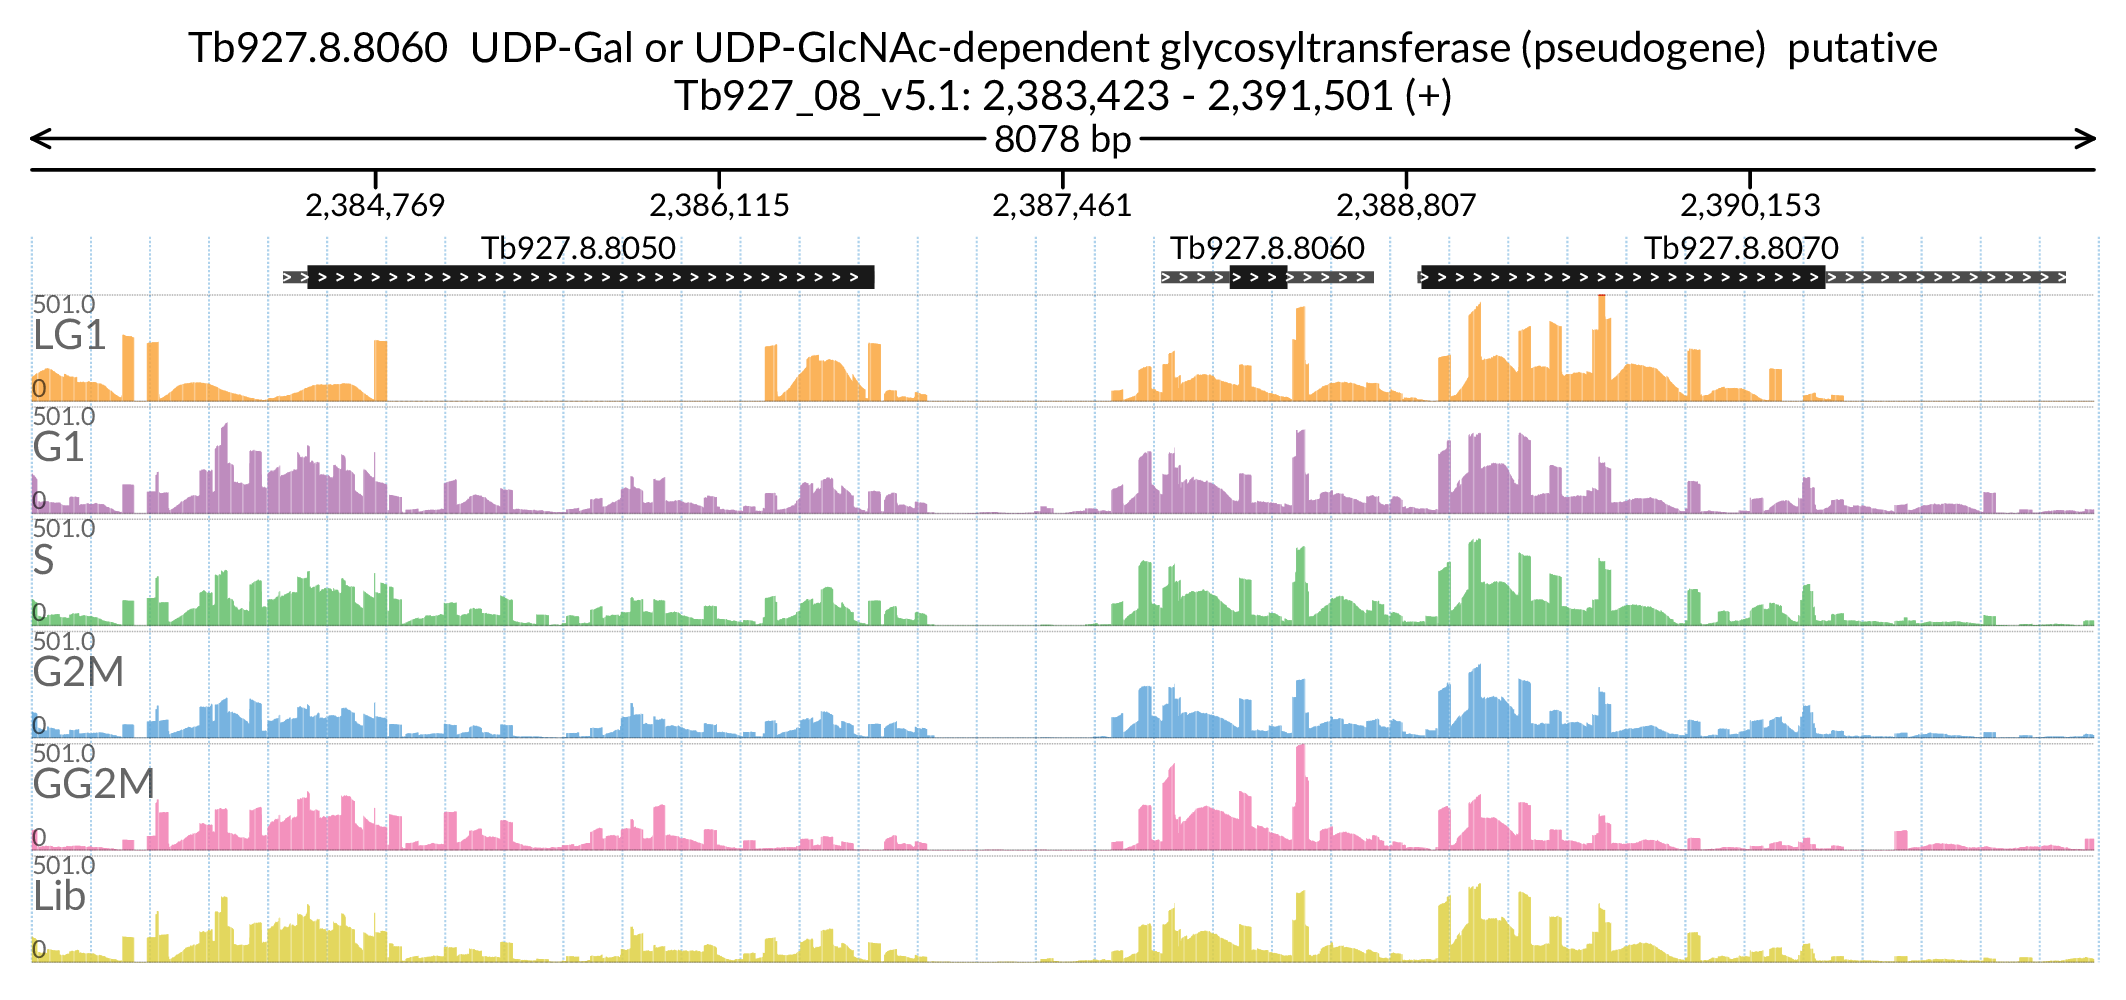 Tb927.8.8060  UDP-Gal or UDP-GlcNAc-dependent glycosyltransferase (pseudogene)  putative
Tb927_08_v5.1: 2,383,423 - 2,391,501 (+)
8078 bp
2,384,769 2,386,115 2,387,461 2,388,807 2,390,153
Tb927.8.8050 Tb927.8.8060 Tb927.8.8070
501.0
LG1
0
501.0
G1
0
501.0
S
0
501.0
G2M
0
501.0
GG2M
0
501.0
Lib
0